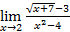 lim x→2 (√(x+7)−3)/(x²−4)